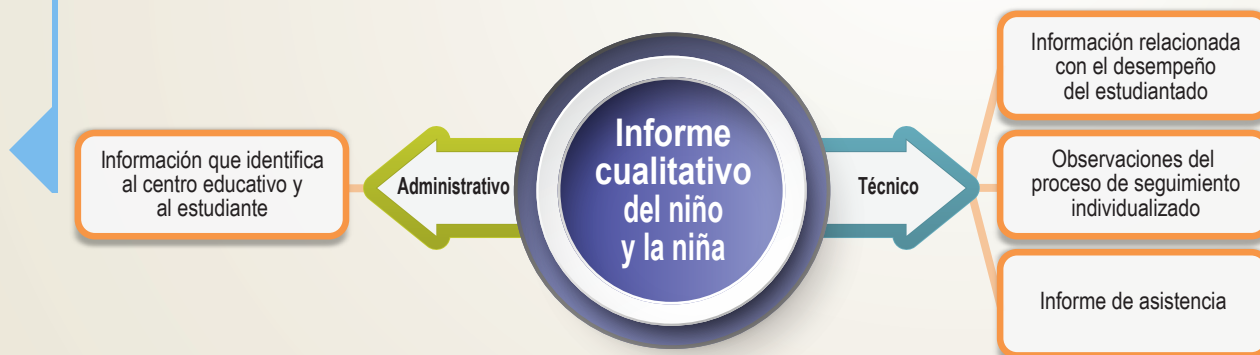 Información que identifica
al centro educativo y
al estudiante
Administrativo
Informe
cualitativo
del niño
y la niña
Técnico
Información relacionada
con el desempeño
del estudiantado
Observaciones del
proceso de seguimiento
individualizado
Informe de asistencia